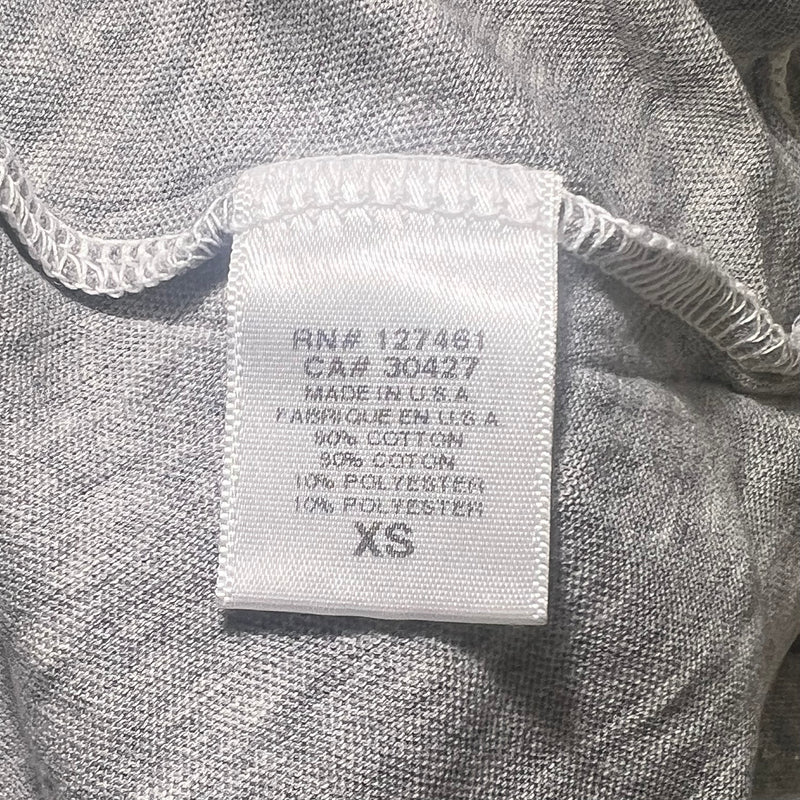 RN# 127461
CA# 30427
MADE IN U.S.A
FABRIQUE EN U.S.A
90% COTTON
90% COTON
10% POLYESTER
10% POLYESTER
XS